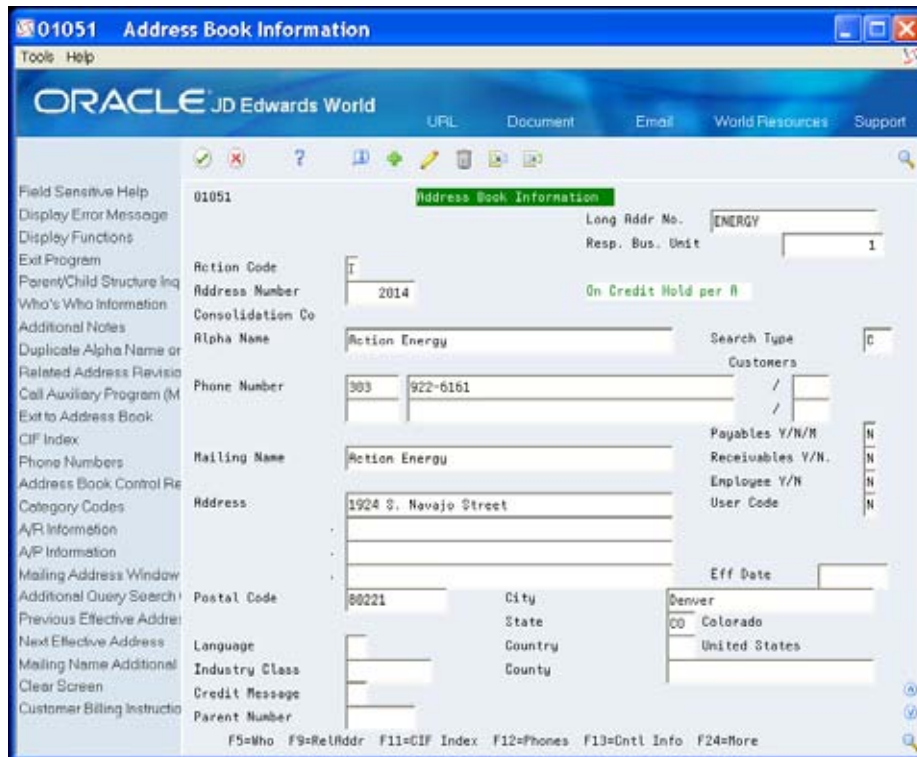 01051 Address Book Information
Tools Help
ORACLE JD Edwards World
URL Document Email World Resources Support
Field Sensitive Help
Display Error Message
Display Functions
Exit Program
Parent/Child Structure Inq
Who's Who Information
Additional Notes
Duplicate Alpha Name or
Related Address Revisio
Call Auxiliary Program (M
Exit to Address Book
CIF Index
Phone Numbers
Address Book Control Re
Category Codes
A/R Information
A/P Information
Mailing Address Window
Additional Query Search
Previous Effective Addre
Next Effective Address
Mailing Name Additional
Clear Screen
Customer Billing Instructio
01051 Address Book Information
Long Addr No. ENERGY
Resp. Bus. Unit 1
Action Code I
Address Number 2014 On Credit Hold per A
Consolidation Co
Alpha Name Action Energy Search Type C
Customers
Phone Number 303 922-6161 /
/
Payables Y/N/M N
Mailing Name Action Energy Receivables Y/N. N
Employee Y/N N
Address 1924 S. Navajo Street User Code N
.
.
. Eff Date
Postal Code 80221 City Denver
State CO Colorado
Language Country United States
Industry Class County
Credit Message
Parent Number
F5=Who F9=RelAddr F11=CIF Index F12=Phones F13=Cntl Info F24=More